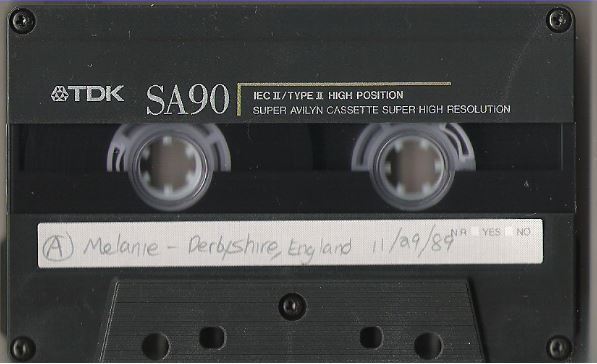 TDK SA90 IEC II/TYPE II HIGH POSITION
SUPER AVILYN CASSETTE SUPER HIGH RESOLUTION
N.R YES NO
A Melanie - Derbyshire, England 11/29/89